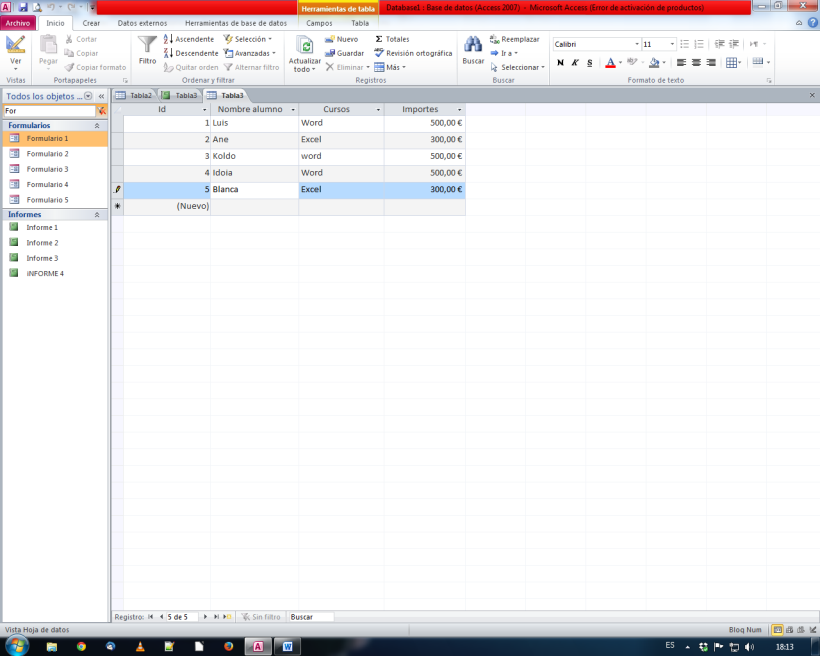 Herramientas de tabla
Database1 : Base de datos (Access 2007) - Microsoft Access (Error de activación de productos)
Archivo Inicio Crear Datos externos Herramientas de base de datos Campos Tabla
Ver
Vistas
Pegar
Cortar
Copiar
Copiar formato
Portapapeles
Filtro
Ascendente
Descendente
Quitar orden
Selección
Avanzadas
Alternar filtro
Ordenar y filtrar
Actualizar todo
Nuevo
Guardar
Eliminar
Totales
Revisión ortográfica
Más
Registros
Buscar
Reemplazar
Ir a
Seleccionar
Buscar
Calibri 11
N K S A
Formato de texto
Todos los objetos ... «
For
Formularios
Formulario 1
Formulario 2
Formulario 3
Formulario 4
Formulario 5
Informes
Informe 1
Informe 2
Informe 3
iNFORME 4
Tabla2 Tabla3 Tabla3
Id Nombre alumno Cursos Importes
1 Luis Word 500,00 €
2 Ane Excel 300,00 €
3 Koldo word 500,00 €
4 Idoia Word 500,00 €
5 Blanca Excel 300,00 €
(Nuevo)
Registro: 5 de 5 Sin filtro Buscar
Vista Hoja de datos Bloq Num
ES 18:13